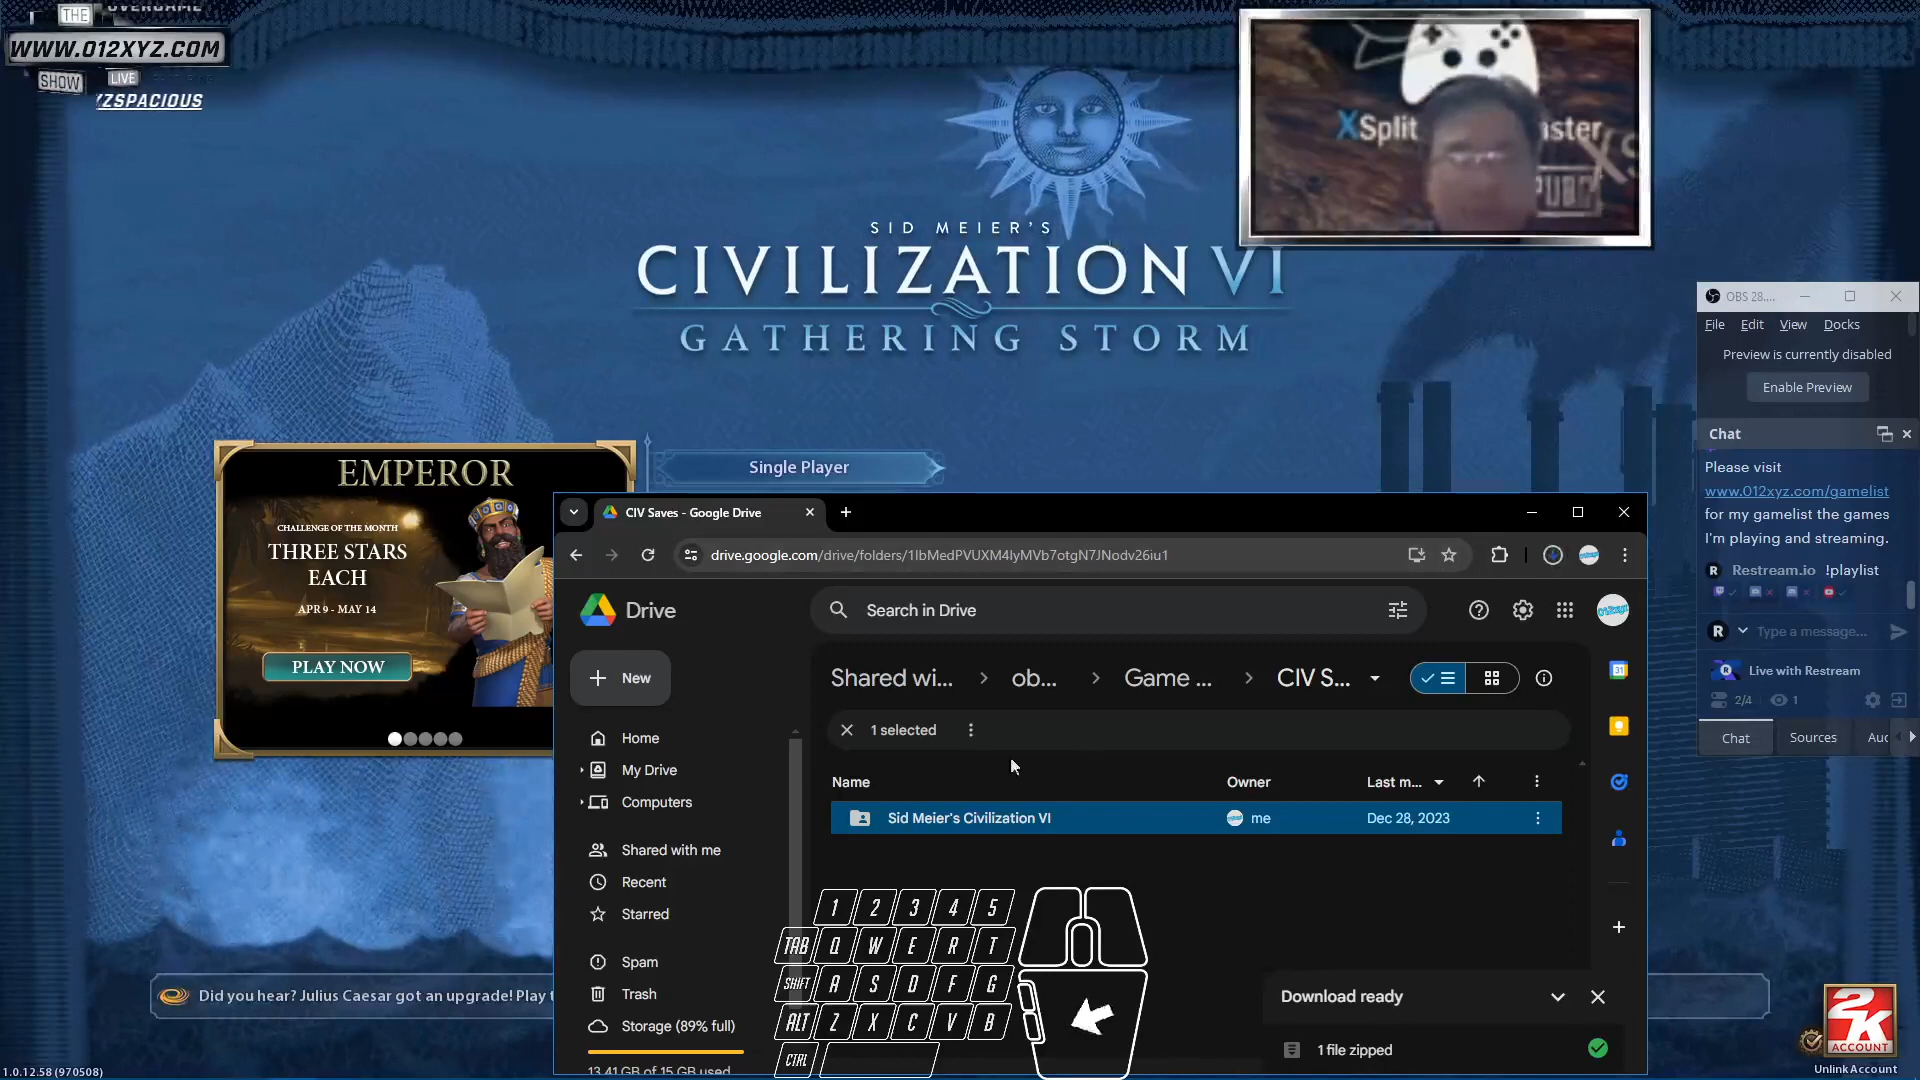 THE
WWW.012XYZ.COM
SHOW
LIVE
YZSPACIOUS
XSplit
aster
PUBG
SID MEIER'S
CIVILIZATION VI
GATHERING STORM
OBS 28....
File Edit View Docks
Preview is currently disabled
Enable Preview
Chat
Please visit
www.012xyz.com/gamelist
for my gamelist the games
I'm playing and streaming.
R Restream.io !playlist
R Type a message...
Live with Restream
2/4 1
Chat Sources Auc
EMPEROR
CHALLENGE OF THE MONTH
THREE STARS
EACH
APR 9 - MAY 14
PLAY NOW
Single Player
CIV Saves - Google Drive
drive.google.com/drive/folders/1IbMedPVUXM4lyMVb7otgN7JNodv26iu1
Drive
Search in Drive
New
Shared wi... ob... Game ... CIV S...
1 selected
Home
My Drive
Computers
Shared with me
Recent
Starred
Spam
Trash
Storage (89% full)
13.41 GB of 15 GB used
Name Owner Last m...
Sid Meier's Civilization VI me Dec 28, 2023
1 2 3 4 5
TAB Q W E R T
SHIFT A S D F G
ALT Z X C V B
CTRL
Download ready
1 file zipped
Did you hear? Julius Caesar got an upgrade! Play
2K
ACCOUNT
Unlink Account
1.0.12.58 (970508)